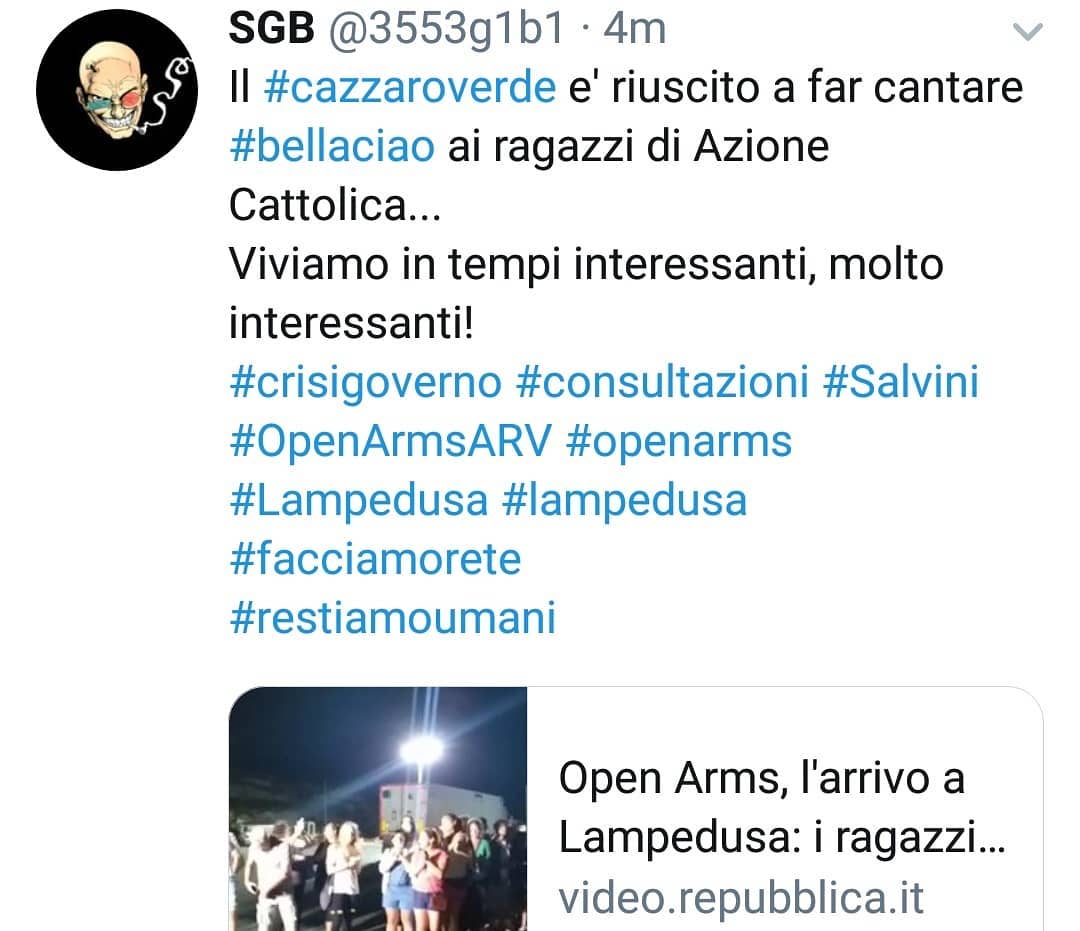 SGB @3553g1b1 · 4m
Il #cazzaroverde e' riuscito a far cantare
#bellaciao ai ragazzi di Azione
Cattolica...
Viviamo in tempi interessanti, molto
interessanti!
#crisigoverno #consultazioni #Salvini
#OpenArmsARV #openarms
#Lampedusa #lampedusa
#facciamorete
#restiamoumani
Open Arms, l'arrivo a
Lampedusa: i ragazzi...
video.repubblica.it